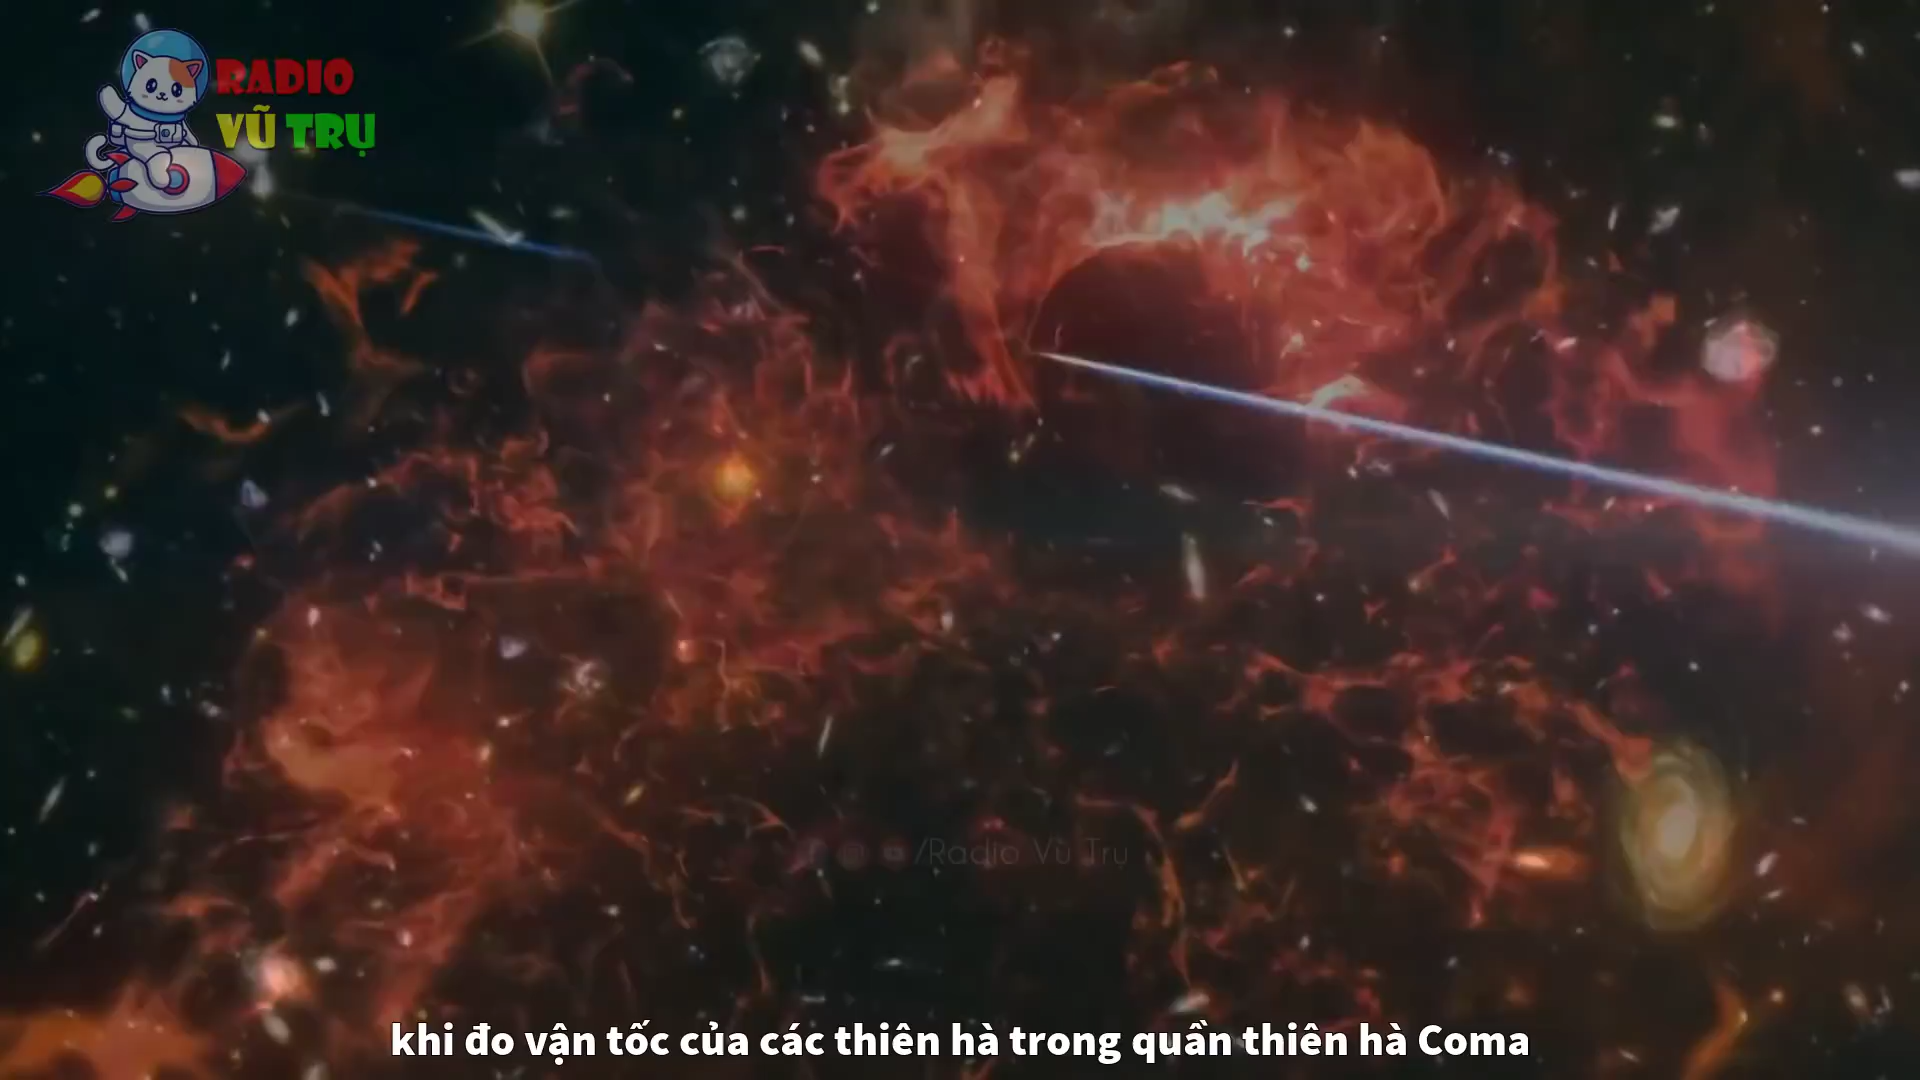 RADIO
VŨ TRỤ
/Radio Vũ Trụ
khi đo vận tốc của các thiên hà trong quần thiên hà Coma